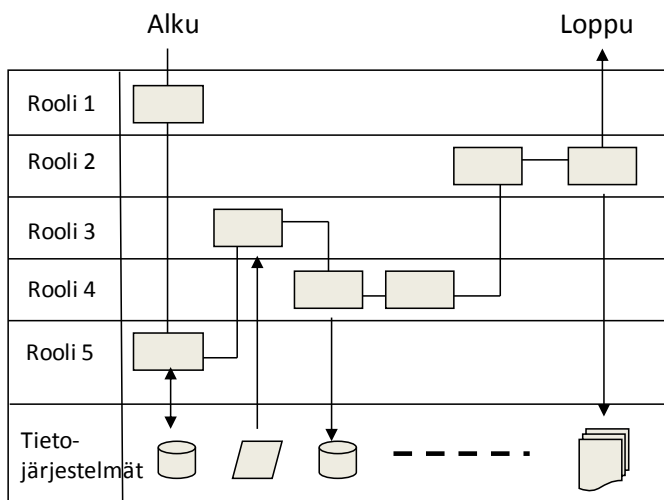 Alku
Loppu
Rooli 1
Rooli 2
Rooli 3
Rooli 4
Rooli 5
Tieto-
järjestelmät